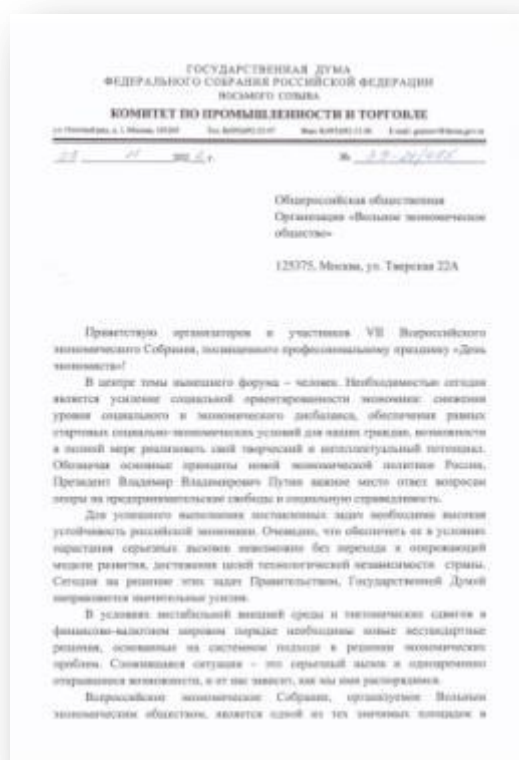 ГОСУДАРСТВЕННАЯ ДУМА
ФЕДЕРАЛЬНОГО СОБРАНИЯ РОССИЙСКОЙ ФЕДЕРАЦИИ
ВОСЬМОГО СОЗЫВА
КОМИТЕТ ПО ПРОМЫШЛЕННОСТИ И ТОРГОВЛЕ
Общероссийская общественная
Организация «Вольное экономическое
общество»
125375, Москва, ул. Тверская 22А
Приветствую организаторов и участников VII Всероссийского
экономического Собрания, посвященного профессиональному празднику «День
экономиста»!
В центре темы нынешнего форума – человек. Необходимостью сегодня
является усиление социальной ориентированности экономики: снижения
уровня социального и экономического дисбаланса, обеспечения равных
стартовых социально-экономических условий для наших граждан, возможности
в полной мере реализовать свой творческий и интеллектуальный потенциал.
Обозначая основные принципы новой экономической политики России,
Президент Владимир Владимирович Путин важное место отвел вопросам
опоры на предпринимательские свободы и социальную справедливость.
Для успешного выполнения поставленных задач необходима высокая
устойчивость российской экономики. Очевидно, что обеспечить ее в условиях
нарастания серьезных вызовов невозможно без перехода к опережающей
модели развития, достижения целей технологической независимости страны.
Сегодня на решение этих задач Правительством, Государственной Думой
направляются значительные усилия.
В условиях нестабильной внешней среды и тектонических сдвигов в
финансово-валютном мировом порядке необходимы новые нестандартные
решения, основанные на системном подходе к решению экономических
проблем. Сложившаяся ситуация – это серьезный вызов и одновременно
открывшиеся возможности, и от нас зависит, как мы ими распорядимся.
Всероссийское экономическое Собрание, организуемое Вольным
экономическим обществом, является одной из тех значимых площадок и